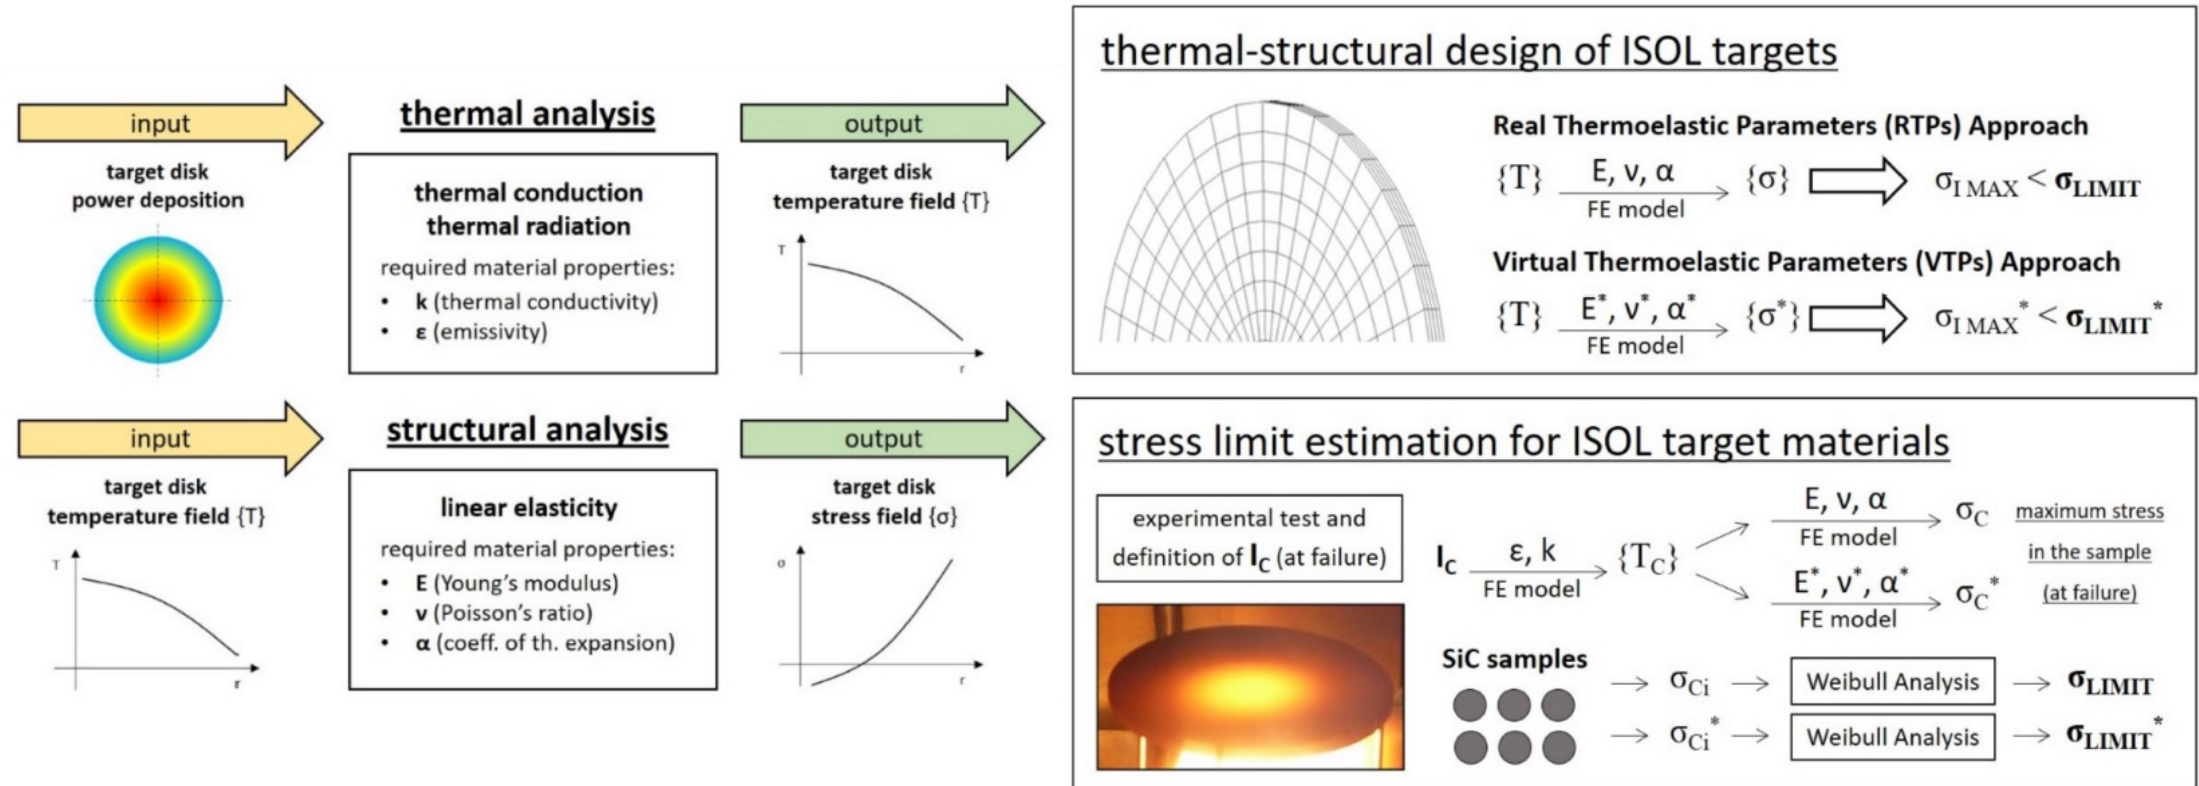 input
target disk
power deposition
thermal analysis
thermal conduction
thermal radiation
required material properties:
• k (thermal conductivity)
• ε (emissivity)
output
target disk
temperature field {T}
T
r
input
target disk
temperature field {T}
T
r
structural analysis
linear elasticity
required material properties:
• E (Young's modulus)
• ν (Poisson's ratio)
• α (coeff. of th. expansion)
output
target disk
stress field {σ}
σ
r
thermal-structural design of ISOL targets
Real Thermoelastic Parameters (RTPs) Approach
{T} E, ν, α {σ} σI MAX < σLIMIT
FE model
Virtual Thermoelastic Parameters (VTPs) Approach
{T} E*, ν*, α* {σ*} σI MAX* < σLIMIT*
FE model
stress limit estimation for ISOL target materials
experimental test and
definition of IC (at failure)
IC ε, k {TC}
FE model
E, ν, α σC
FE model
E*, ν*, α* σC*
FE model
maximum stress
in the sample
(at failure)
SiC samples
→ σCi → Weibull Analysis → σLIMIT
→ σCi* → Weibull Analysis → σLIMIT*